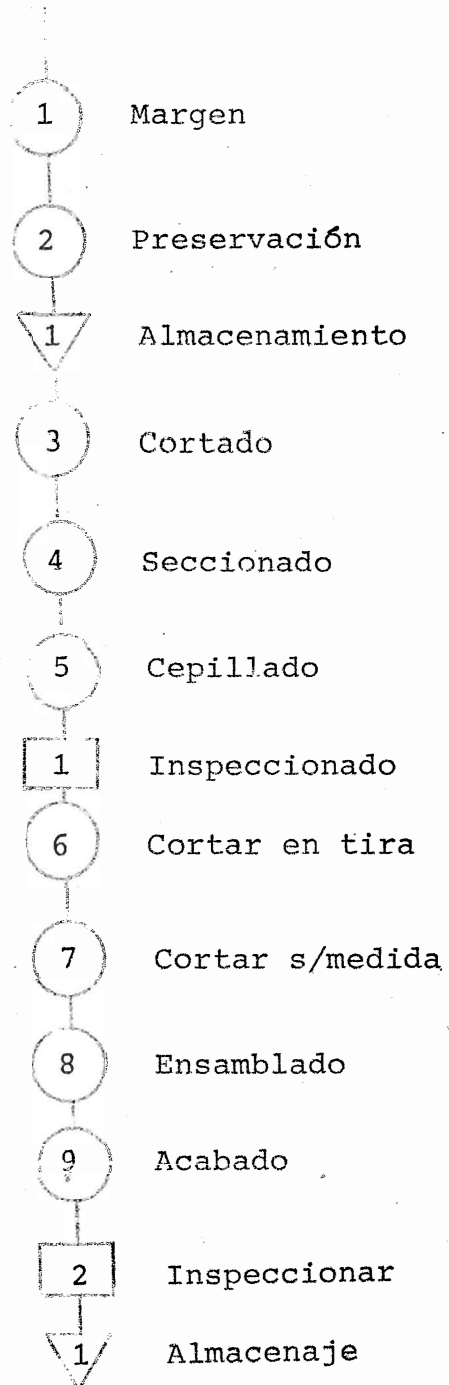 1 Margen
2 Preservación
1 Almacenamiento
3 Cortado
4 Seccionado
5 Cepillado
1 Inspeccionado
6 Cortar en tira
7 Cortar s/medida
8 Ensamblado
9 Acabado
2 Inspeccionar
1 Almacenaje